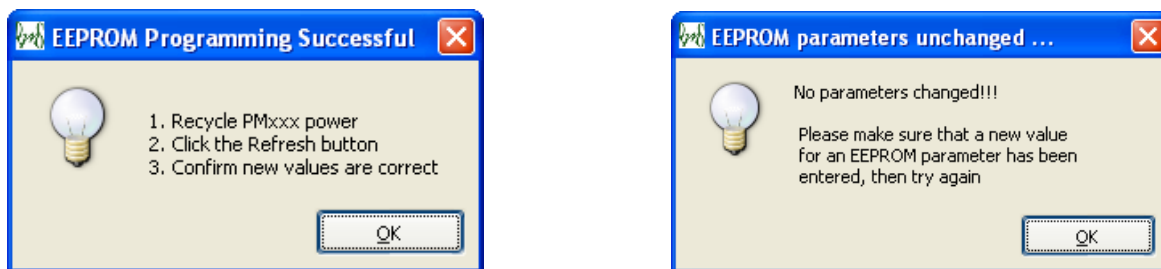 EEPROM Programming Successful
1. Recycle PMxxx power
2. Click the Refresh button
3. Confirm new values are correct
OK
EEPROM parameters unchanged ...
No parameters changed!!!
Please make sure that a new value
for an EEPROM parameter has been
entered, then try again
OK